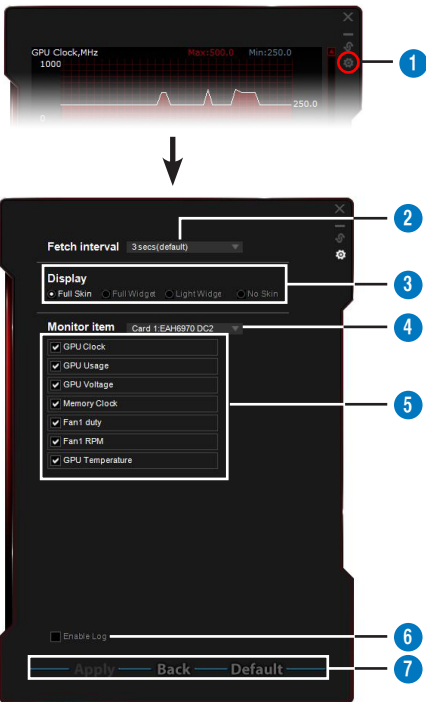 GPU Clock,MHz Max:500.0 Min:250.0
1000
1
250.0
0
2
Fetch interval 3secs(default)
Display
Full Skin Full Widget Light Widge No Skin
3
Monitor item Card 1:EAH6970 DC2
4
GPU Clock
GPU Usage
GPU Voltage
Memory Clock
5
Fan1 duty
Fan1 RPM
GPU Temperature
Enable Log
6
Apply Back Default
7